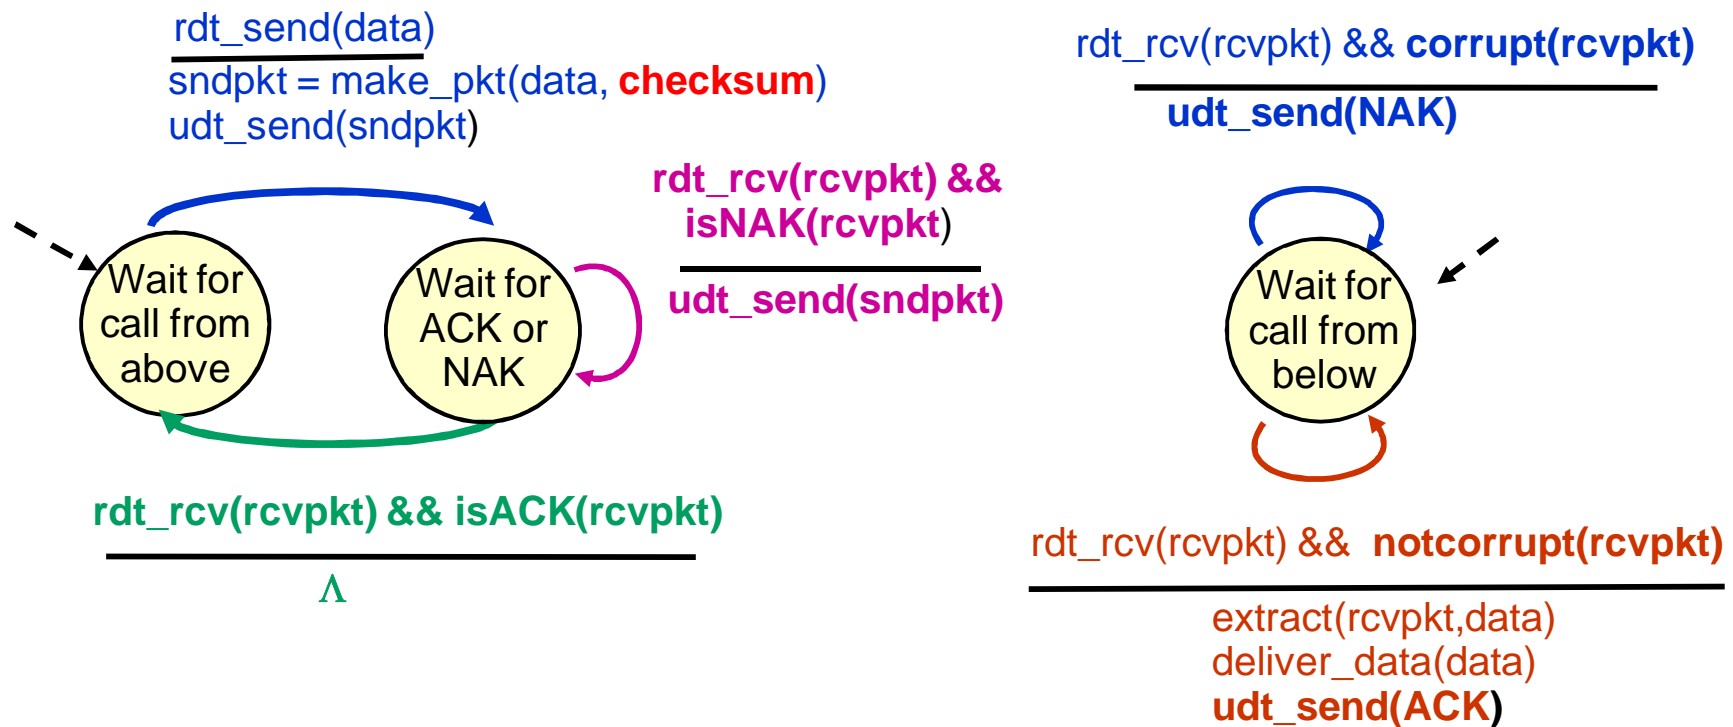 rdt_send(data)
sndpkt = make_pkt(data, checksum)
udt_send(sndpkt)
rdt_rcv(rcvpkt) &&
isNAK(rcvpkt)
udt_send(sndpkt)
Wait for
call from
above
Wait for
ACK or
NAK
rdt_rcv(rcvpkt) && isACK(rcvpkt)
Λ
rdt_rcv(rcvpkt) && corrupt(rcvpkt)
udt_send(NAK)
Wait for
call from
below
rdt_rcv(rcvpkt) && notcorrupt(rcvpkt)
extract(rcvpkt,data)
deliver_data(data)
udt_send(ACK)